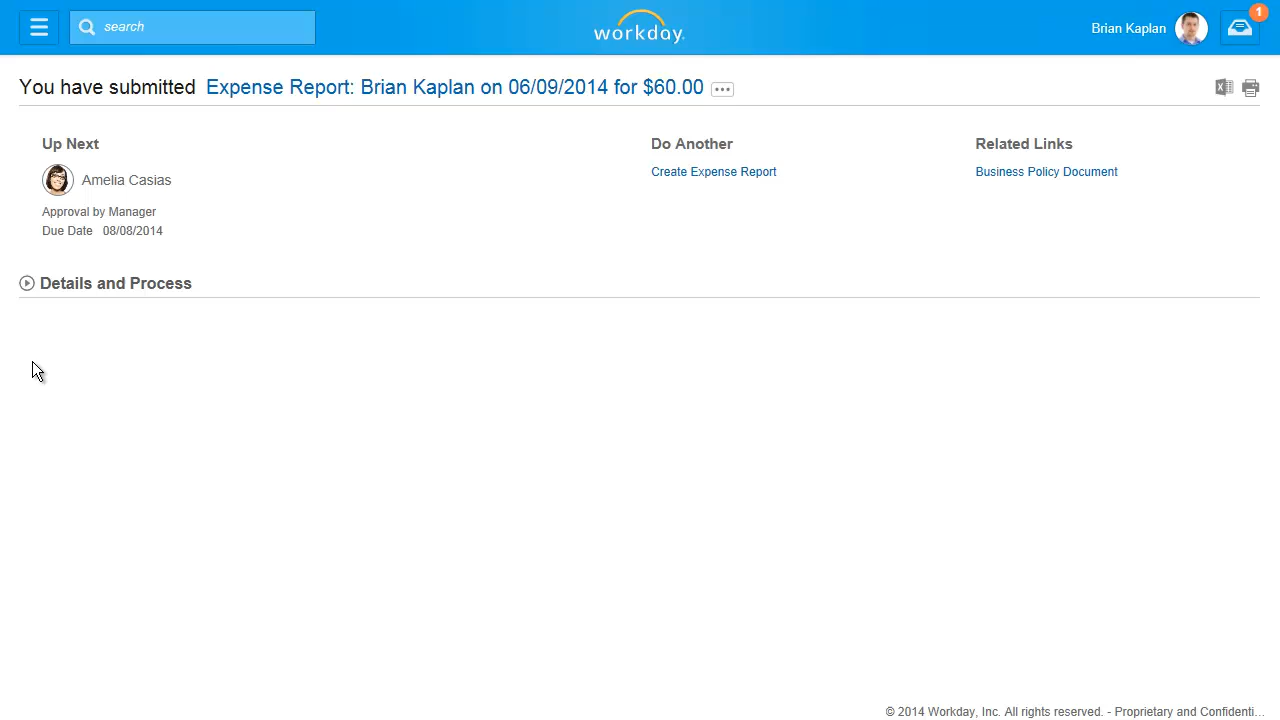 search
workday.
Brian Kaplan
1
You have submitted Expense Report: Brian Kaplan on 06/09/2014 for $60.00
Up Next
Amelia Casias
Approval by Manager
Due Date 08/08/2014
Do Another
Create Expense Report
Related Links
Business Policy Document
Details and Process
© 2014 Workday, Inc. All rights reserved. - Proprietary and Confidenti...